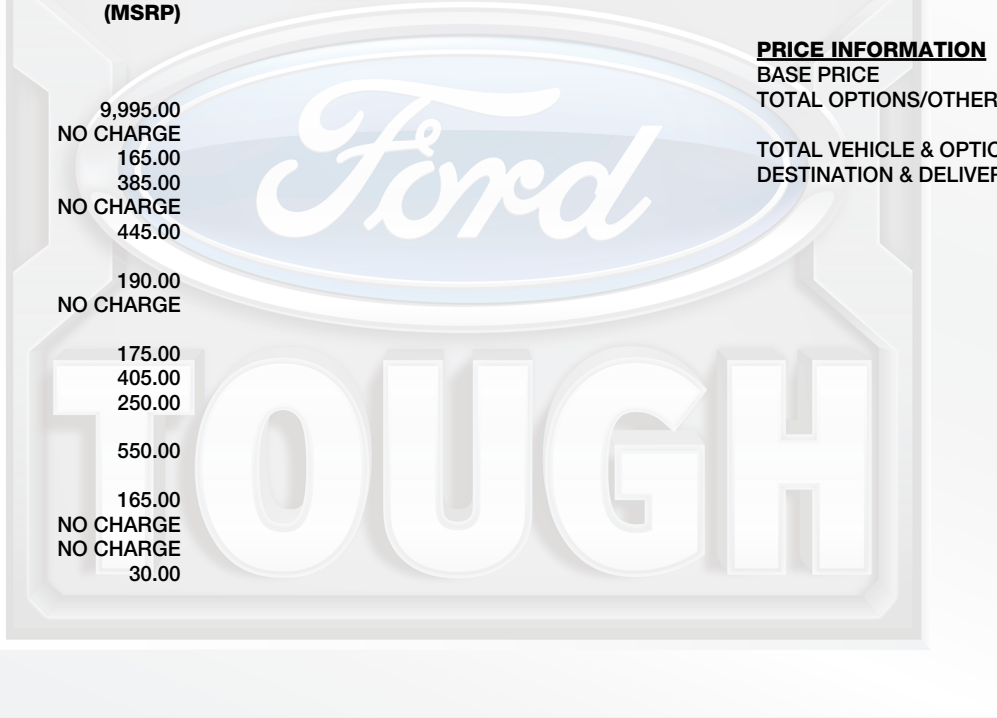 (MSRP)
9,995.00
NO CHARGE
165.00
385.00
NO CHARGE
445.00
190.00
NO CHARGE
175.00
405.00
250.00
550.00
165.00
NO CHARGE
NO CHARGE
30.00
PRICE INFORMATION
BASE PRICE
TOTAL OPTIONS/OTHER
TOTAL VEHICLE & OPTIO
DESTINATION & DELIVER
Ford
TOUGH